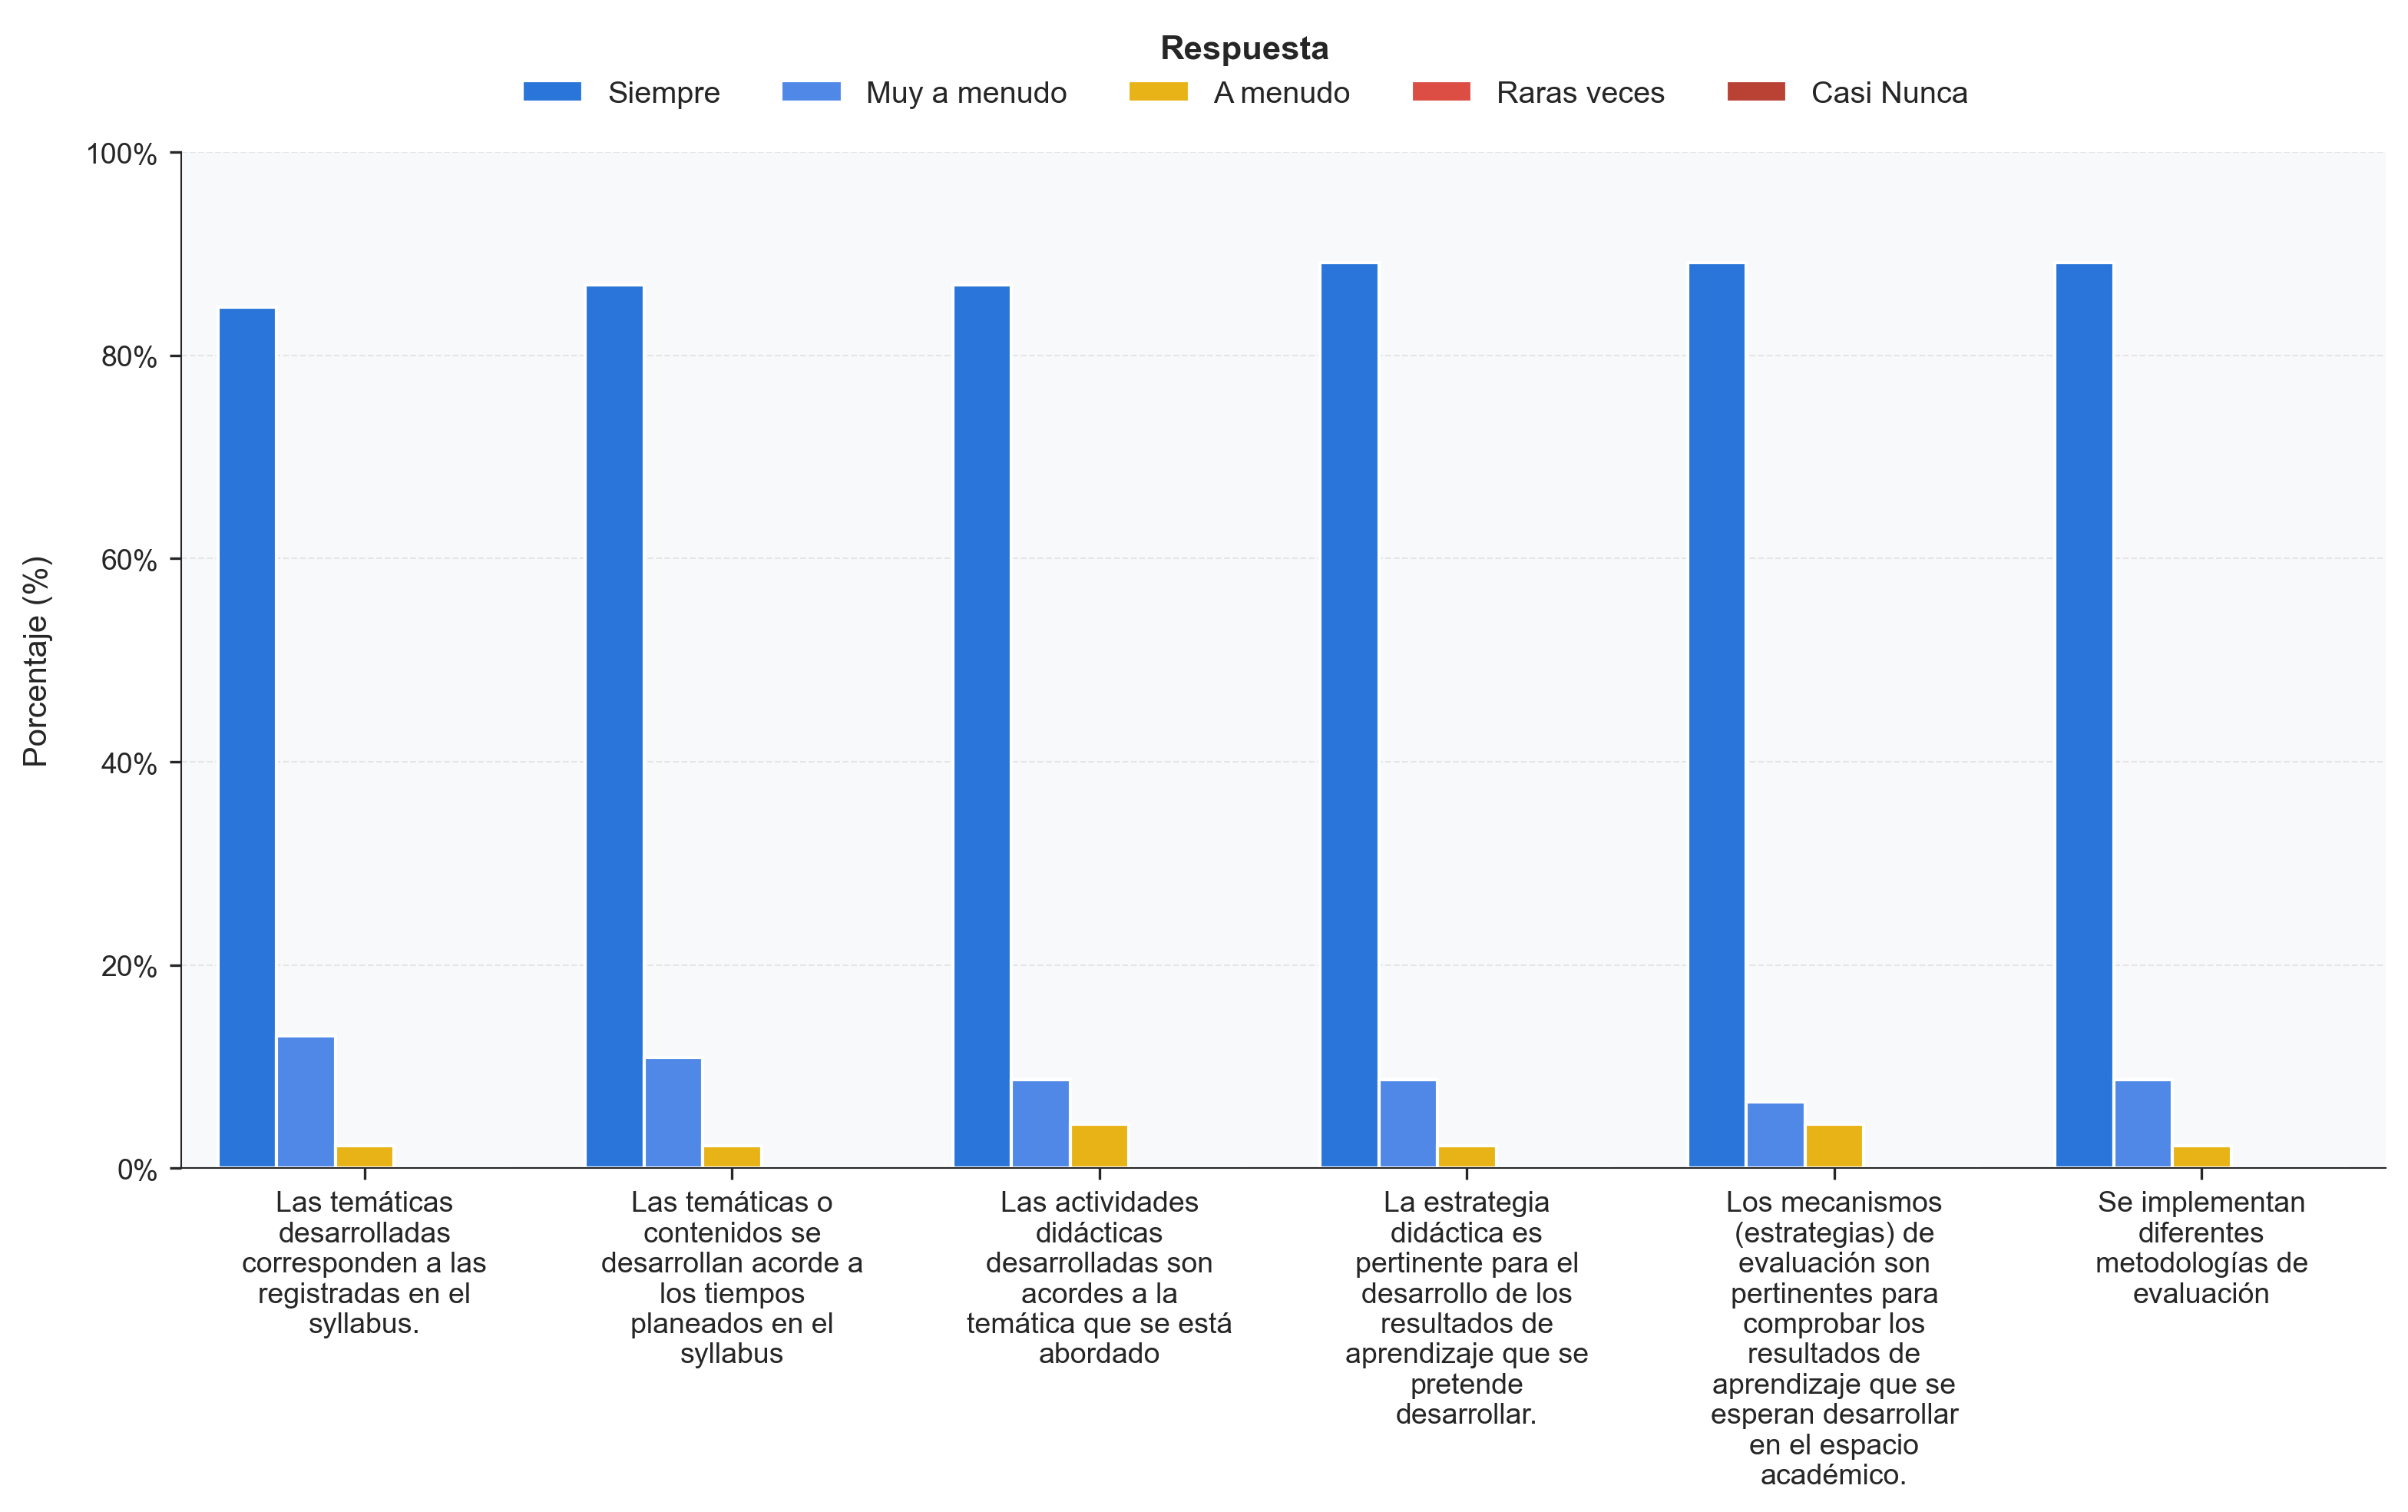 Respuesta
Siempre Muy a menudo A menudo Raras veces Casi Nunca
100%
80%
60%
40%
20%
0%
Porcentaje (%)
Las temáticas
desarrolladas
corresponden a las
registradas en el
syllabus.
Las temáticas o
contenidos se
desarrollan acorde a
los tiempos
planeados en el
syllabus
Las actividades
didácticas
desarrolladas son
acordes a la
temática que se está
abordado
La estrategia
didáctica es
pertinente para el
desarrollo de los
resultados de
aprendizaje que se
pretende
desarrollar.
Los mecanismos
(estrategias) de
evaluación son
pertinentes para
comprobar los
resultados de
aprendizaje que se
esperan desarrollar
en el espacio
académico.
Se implementan
diferentes
metodologías de
evaluación